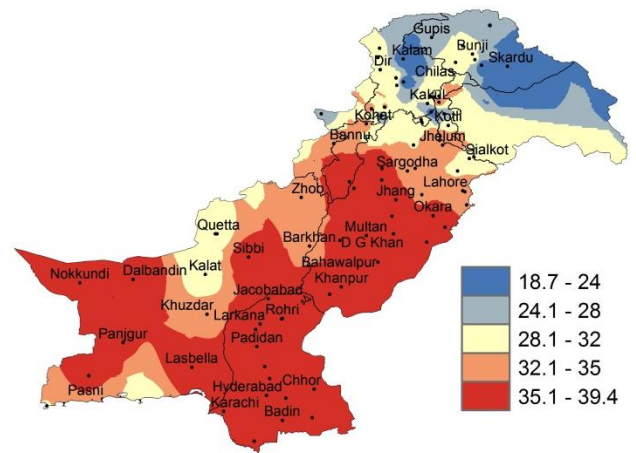 Gupis
Kalam
Bunji
Dir
Skardu
Chilas
Kakul
Kohat
Kotli
Bannu
Jhelum
Sialkot
Sargodha
Zhob
Jhang
Lahore
Okara
Quetta
Multan
Barkhan
D G Khan
Sibbi
Bahawalpur
Nokkundi
Dalbandin
Kalat
Khanpur
Jacobabad
Khuzdar
Larkana
Rohri
Panjgur
Padidan
Lasbella
Pasni
Hyderabad
Chhor
Karachi
Badin
18.7 - 24
24.1 - 28
28.1 - 32
32.1 - 35
35.1 - 39.4